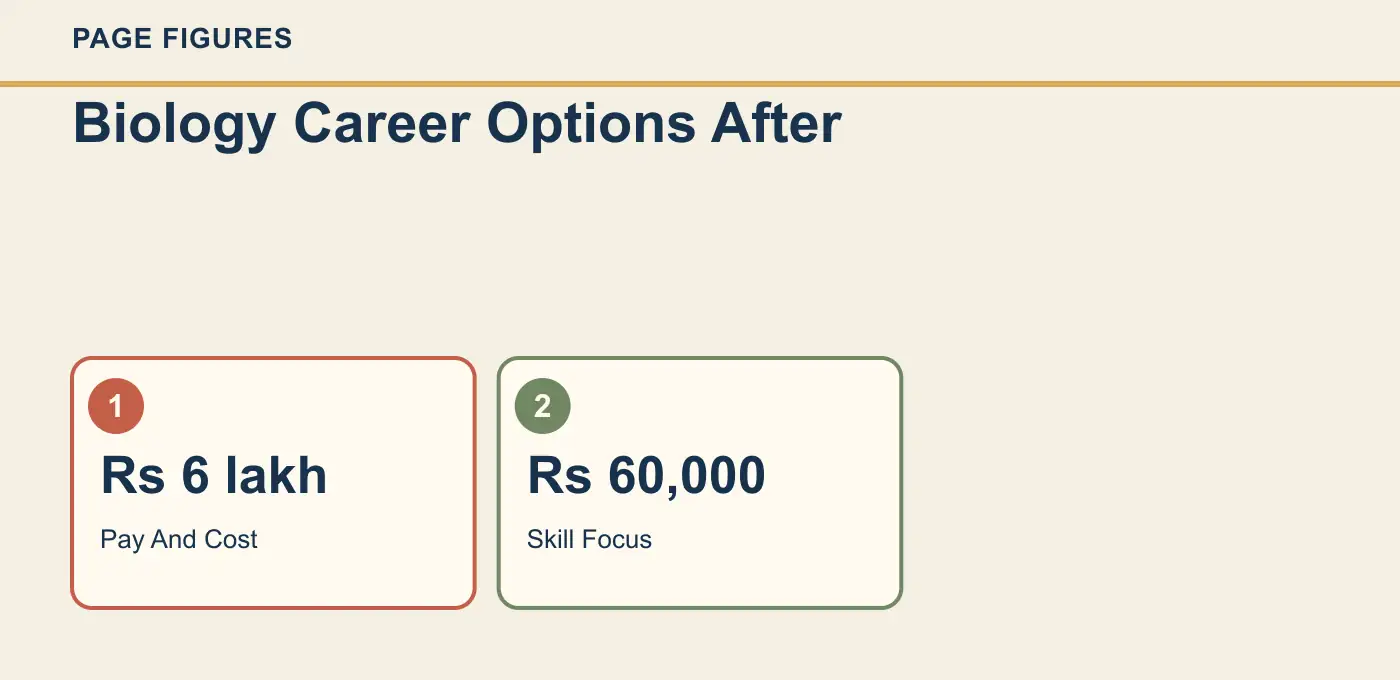 PAGE FIGURES
Biology Career Options After
1
Rs 6 lakh
Pay And Cost
2
Rs 60,000
Skill Focus